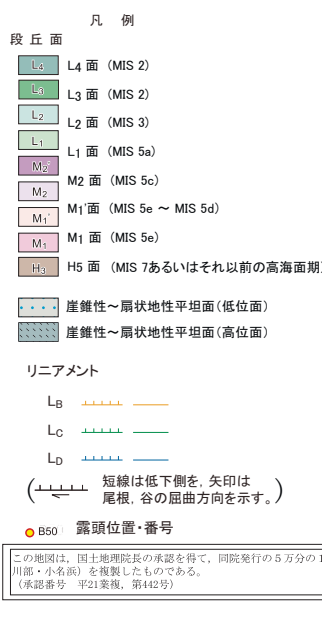 凡 例
段 丘 面
L4 L4 面 (MIS 2)
L3 L3 面 (MIS 2)
L2 L2 面 (MIS 3)
L1 L1 面 (MIS 5a)
M2'
M2 M2 面 (MIS 5c)
M1' M1'面 (MIS 5e ～ MIS 5d)
M1 M1 面 (MIS 5e)
H3 H5 面 (MIS 7あるいはそれ以前の高海面期)
崖錐性～扇状地性平坦面(低位面)
崖錐性～扇状地性平坦面(高位面)
リニアメント
LB
LC
LD
(短線は低下側を，矢印は
尾根，谷の屈曲方向を示す。)
B50 露頭位置・番号
この地図は，国土地理院長の承認を得て，同院発行の５万分の１
川部・小名浜）を複製したものである。
（承認番号 平21業複，第442号）